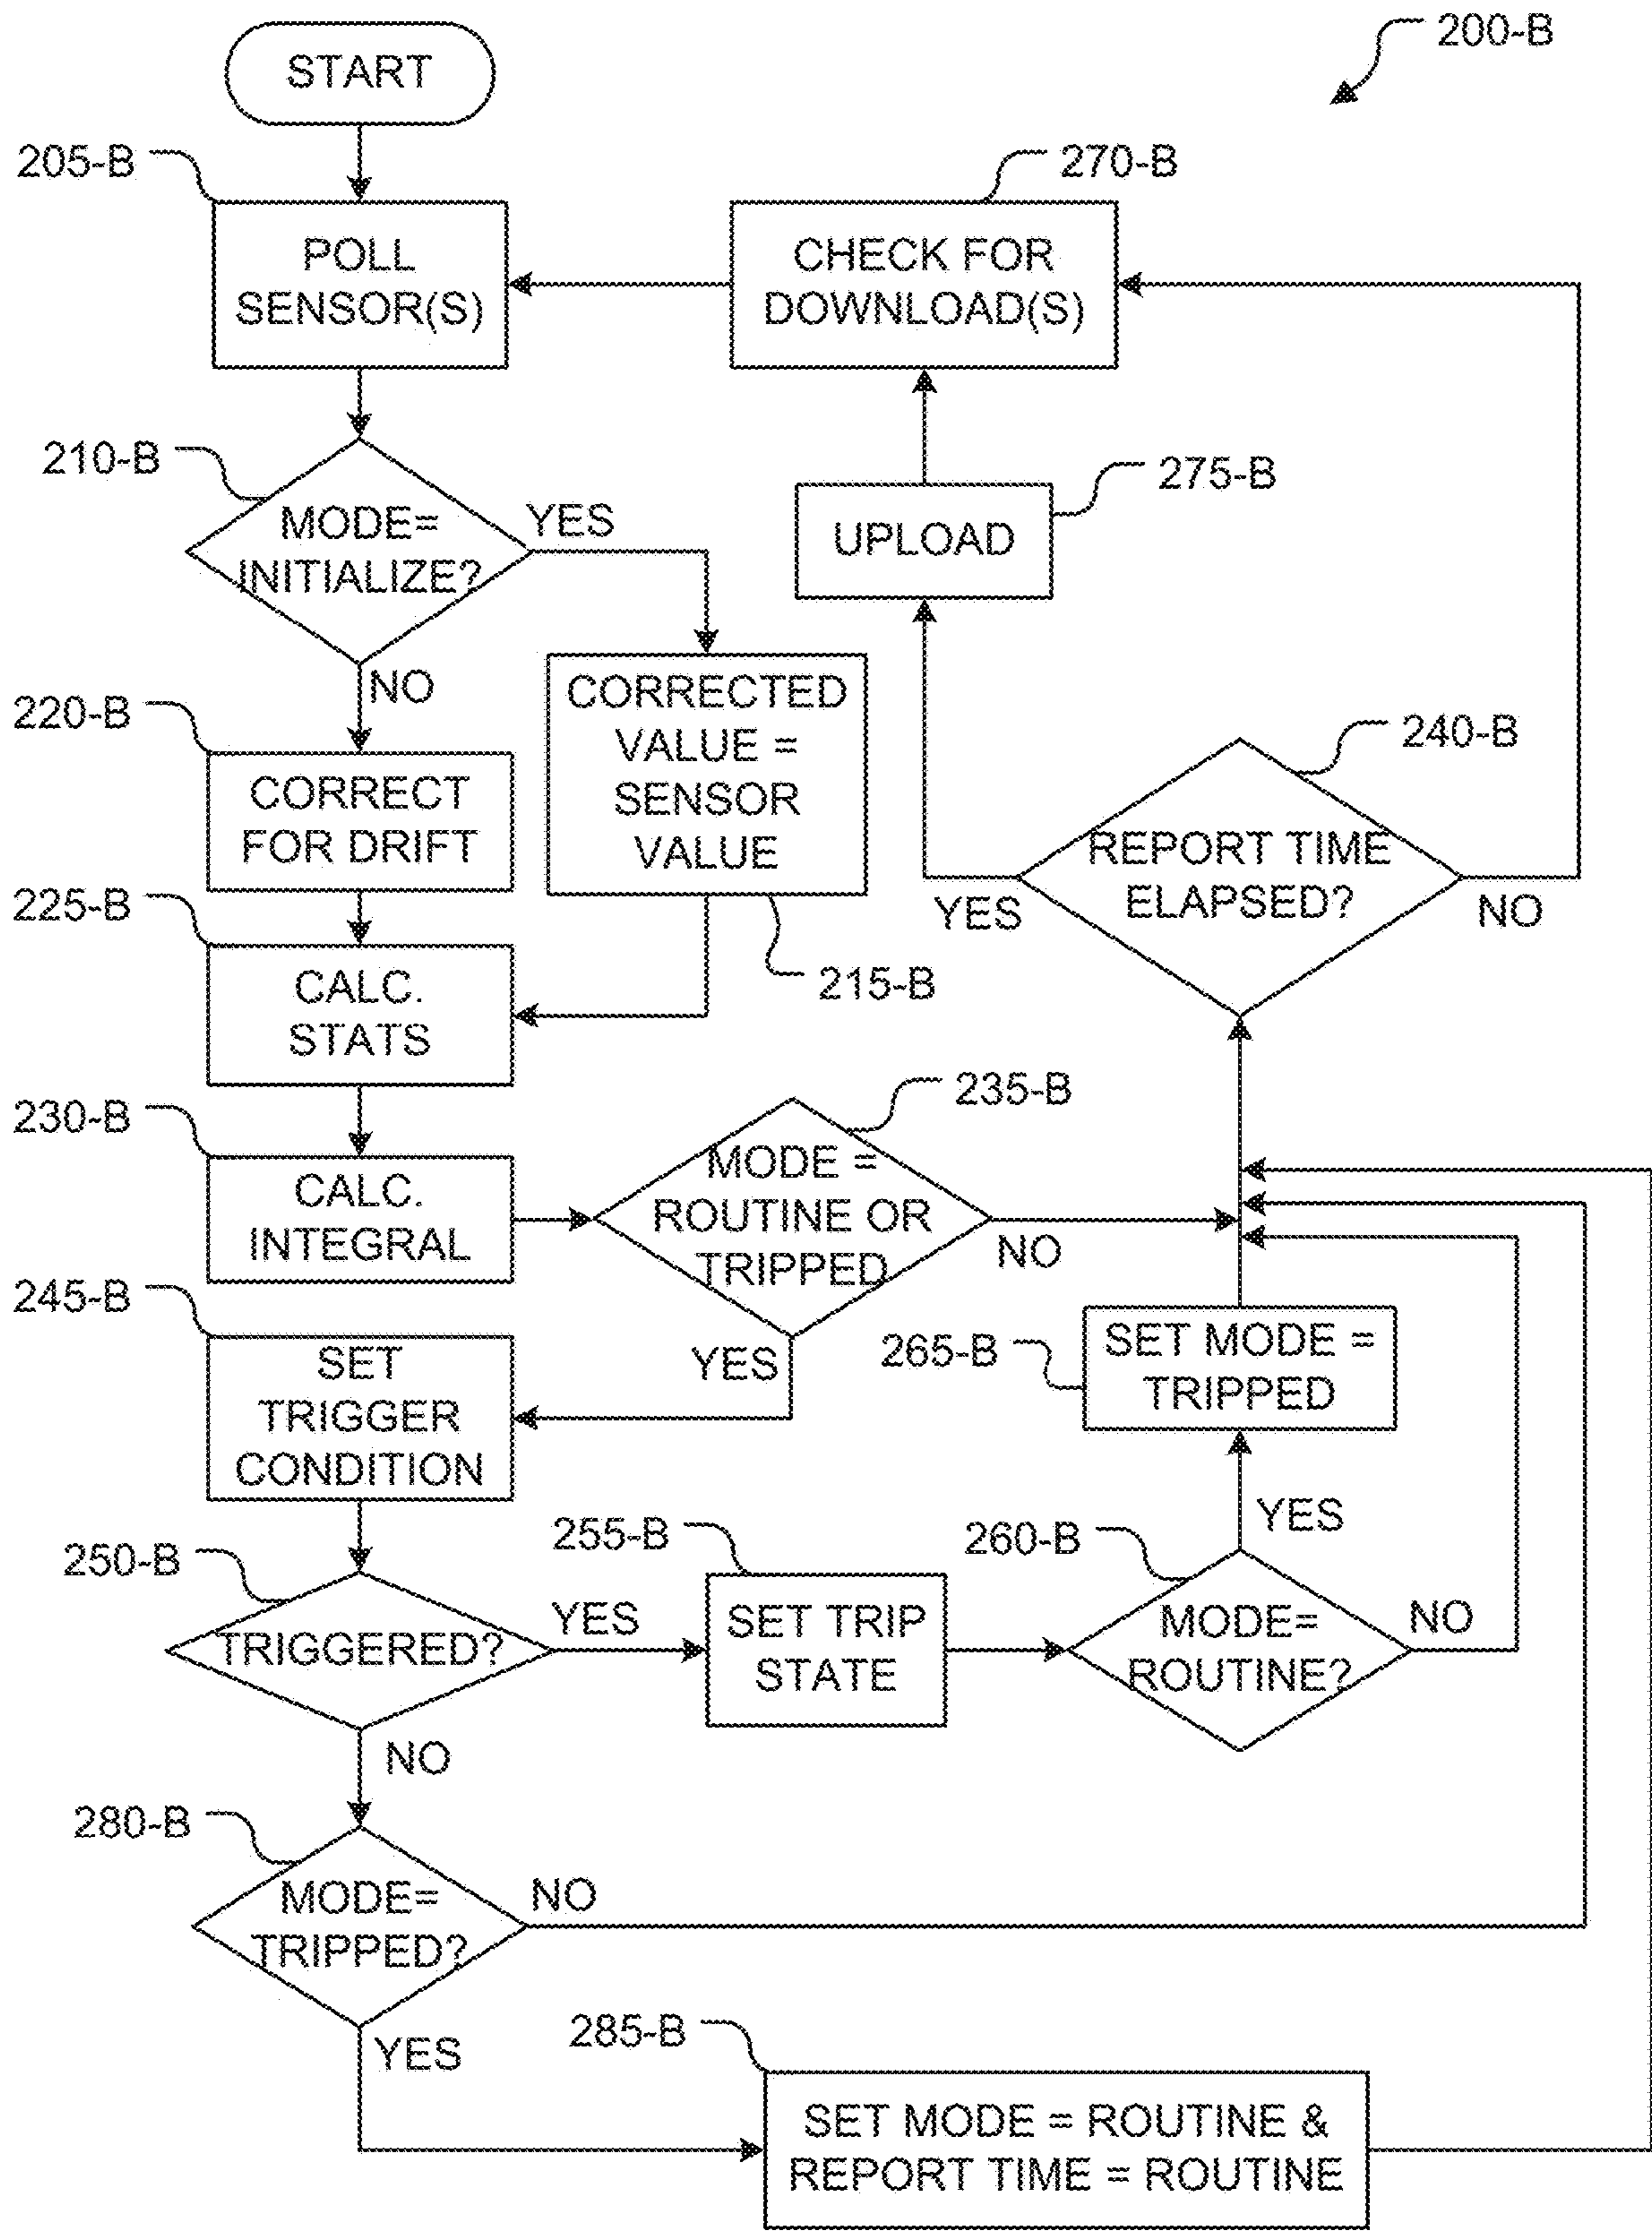 200-B
START
205-B
270-B
POLL
SENSOR(S)
CHECK FOR
DOWNLOAD(S)
210-B
MODE=
INITIALIZE?
YES
NO
275-B
UPLOAD
220-B
CORRECT
FOR DRIFT
CORRECTED
VALUE =
SENSOR
VALUE
215-B
240-B
REPORT TIME
ELAPSED?
YES
NO
225-B
CALC.
STATS
230-B
CALC.
INTEGRAL
235-B
MODE =
ROUTINE OR
TRIPPED
NO
YES
245-B
SET
TRIGGER
CONDITION
265-B
SET MODE =
TRIPPED
250-B
TRIGGERED?
YES
NO
255-B
SET TRIP
STATE
260-B
MODE=
ROUTINE?
YES
NO
280-B
MODE=
TRIPPED?
NO
YES
285-B
SET MODE = ROUTINE &
REPORT TIME = ROUTINE